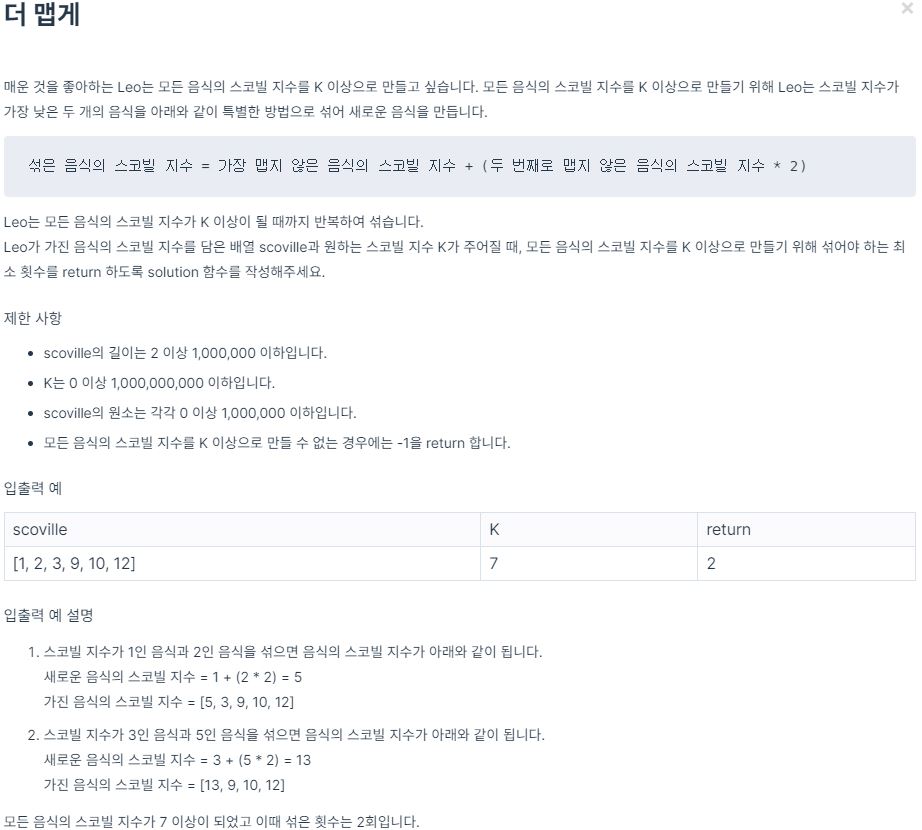 더 맵게
×
매운 것을 좋아하는 Leo는 모든 음식의 스코빌 지수를 K 이상으로 만들고 싶습니다. 모든 음식의 스코빌 지수를 K 이상으로 만들기 위해 Leo는 스코빌 지수가
가장 낮은 두 개의 음식을 아래와 같이 특별한 방법으로 섞어 새로운 음식을 만듭니다.
섞은 음식의 스코빌 지수 = 가장 맵지 않은 음식의 스코빌 지수 + (두 번째로 맵지 않은 음식의 스코빌 지수 * 2)
Leo는 모든 음식의 스코빌 지수가 K 이상이 될 때까지 반복하여 섞습니다.
Leo가 가진 음식의 스코빌 지수를 담은 배열 scoville과 원하는 스코빌 지수 K가 주어질 때, 모든 음식의 스코빌 지수를 K 이상으로 만들기 위해 섞어야 하는 최
소 횟수를 return 하도록 solution 함수를 작성해주세요.
제한 사항
• scoville의 길이는 2 이상 1,000,000 이하입니다.
• K는 0 이상 1,000,000,000 이하입니다.
• scoville의 원소는 각각 0 이상 1,000,000 이하입니다.
• 모든 음식의 스코빌 지수를 K 이상으로 만들 수 없는 경우에는 -1을 return 합니다.
입출력 예
scoville K return
[1, 2, 3, 9, 10, 12] 7 2
입출력 예 설명
1. 스코빌 지수가 1인 음식과 2인 음식을 섞으면 음식의 스코빌 지수가 아래와 같이 됩니다.
새로운 음식의 스코빌 지수 = 1 + (2 * 2) = 5
가진 음식의 스코빌 지수 = [5, 3, 9, 10, 12]
2. 스코빌 지수가 3인 음식과 5인 음식을 섞으면 음식의 스코빌 지수가 아래와 같이 됩니다.
새로운 음식의 스코빌 지수 = 3 + (5 * 2) = 13
가진 음식의 스코빌 지수 = [13, 9, 10, 12]
모든 음식의 스코빌 지수가 7 이상이 되었고 이때 섞은 횟수는 2회입니다.